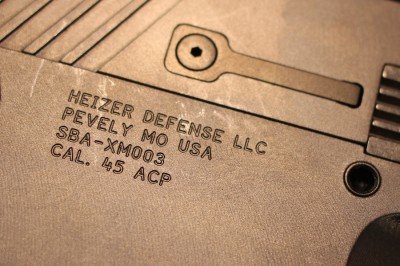 HEIZER DEFENSE LLC
PEVELY MO USA
SBA-XM003
CAL. 45 ACP